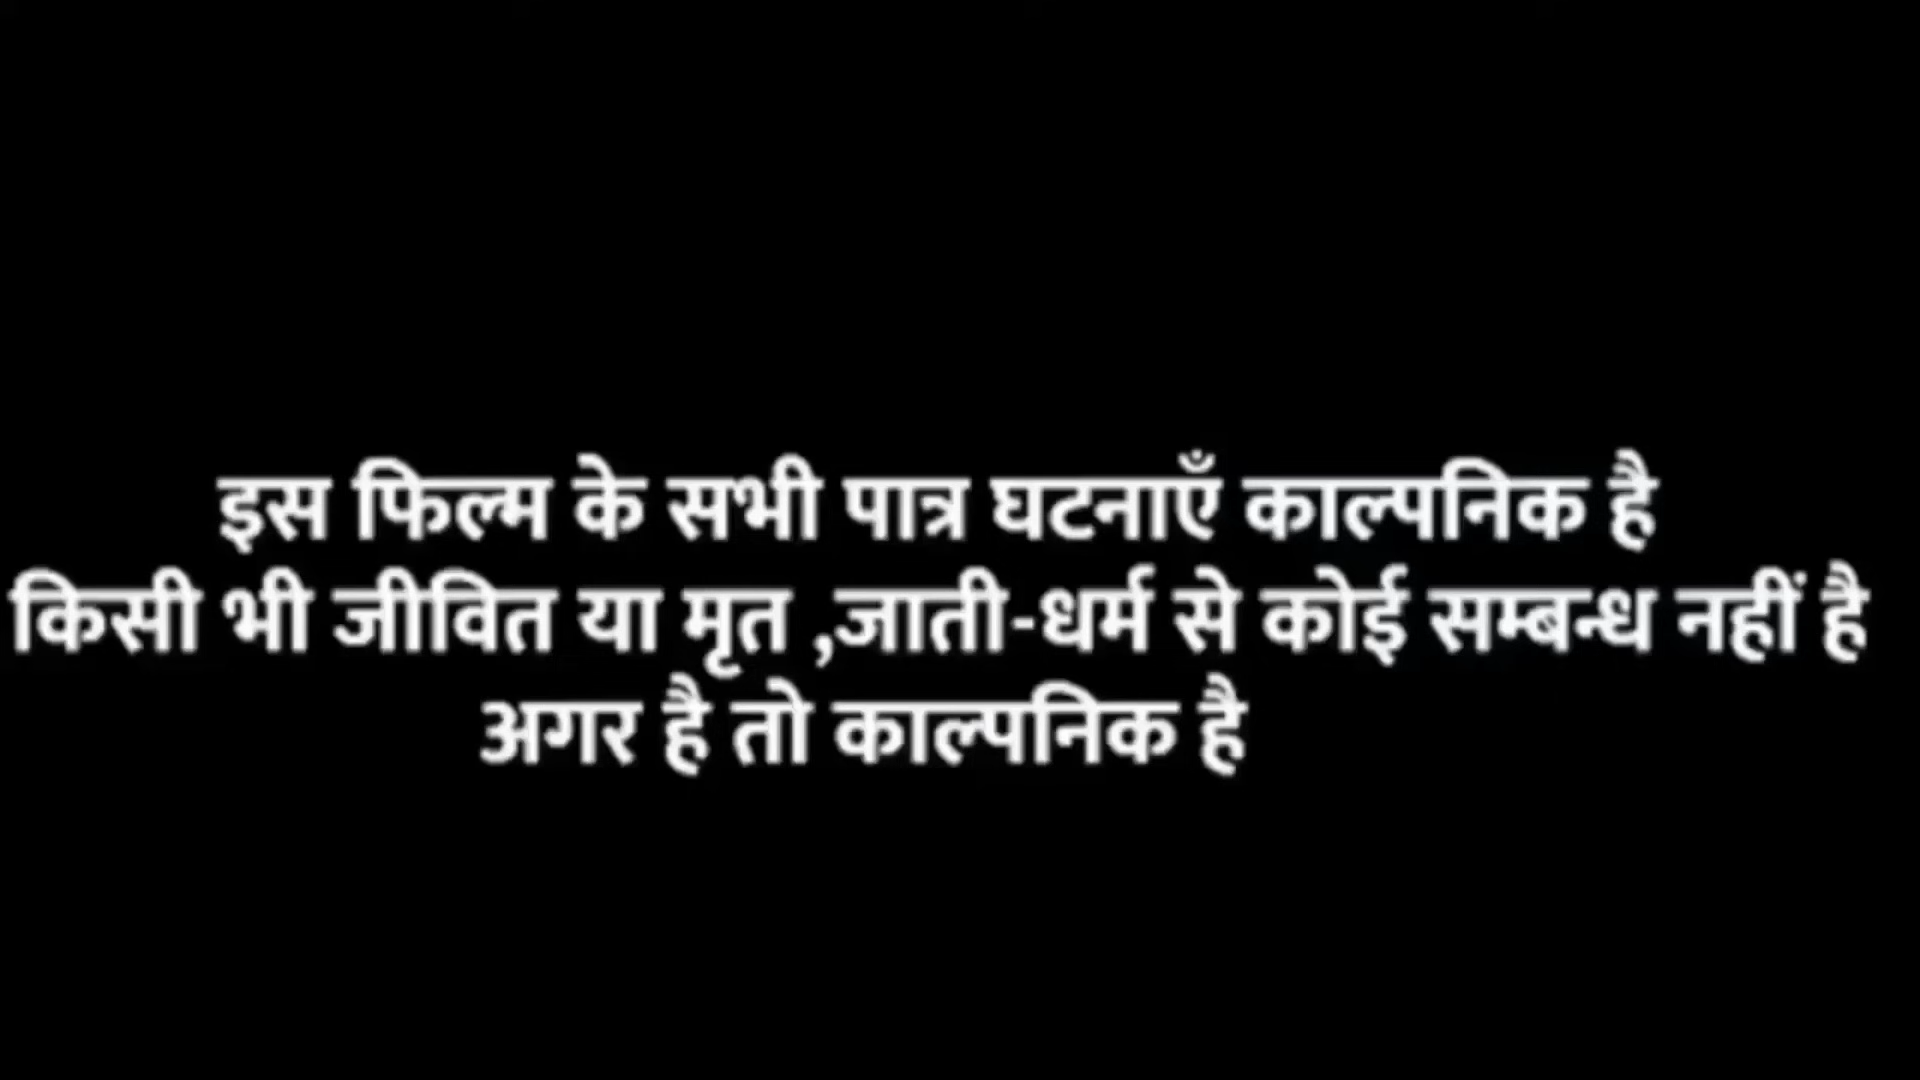 इस फिल्म के सभी पात्र घटनाएँ काल्पनिक है
किसी भी जीवित या मृत ,जाती-धर्म से कोई सम्बन्ध नहीं है
अगर है तो काल्पनिक है